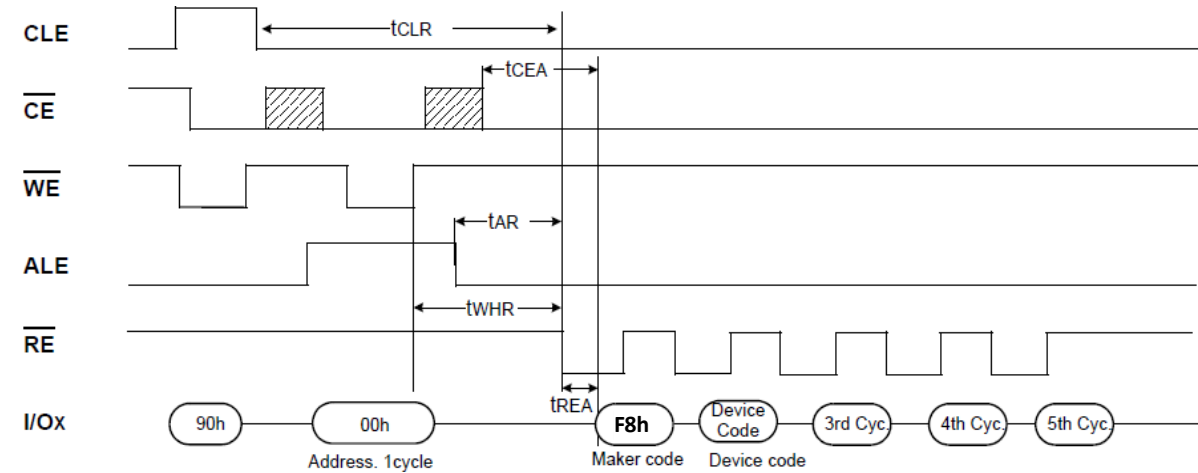 CLE
tCLR
tCEA
CE
WE
tAR
ALE
tWHR
RE
tREA
I/Ox
90h
00h
F8h
Device
Code
3rd Cyc.
4th Cyc.
5th Cyc.
Address. 1cycle
Maker code
Device code